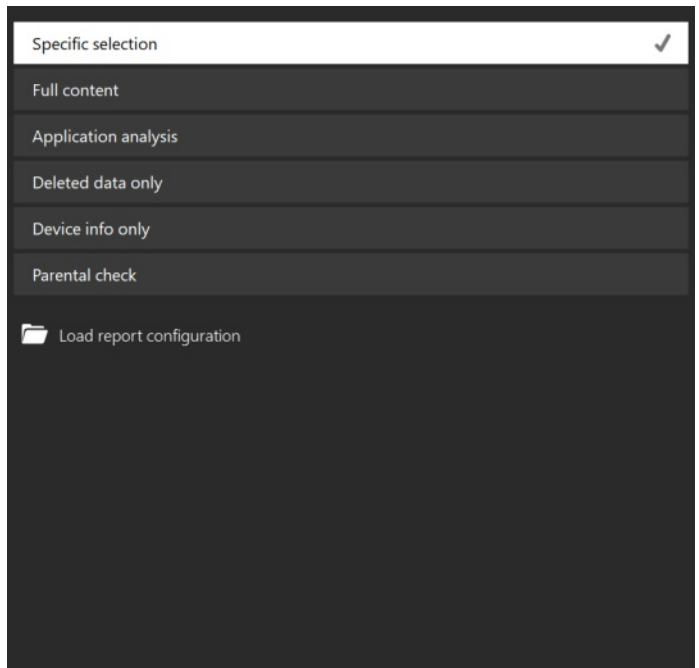 Specific selection
Full content
Application analysis
Deleted data only
Device info only
Parental check
Load report configuration